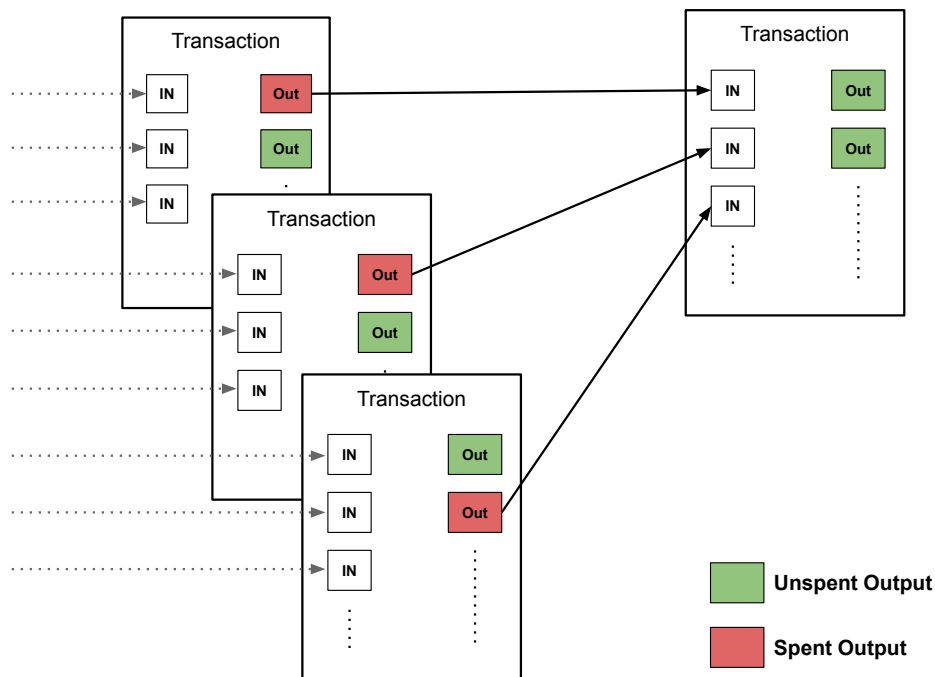 Transaction
IN Out
IN Out
IN
Transaction
IN Out
IN Out
IN
Transaction
IN Out
IN Out
IN
Transaction
IN Out
IN Out
IN
Unspent Output
Spent Output